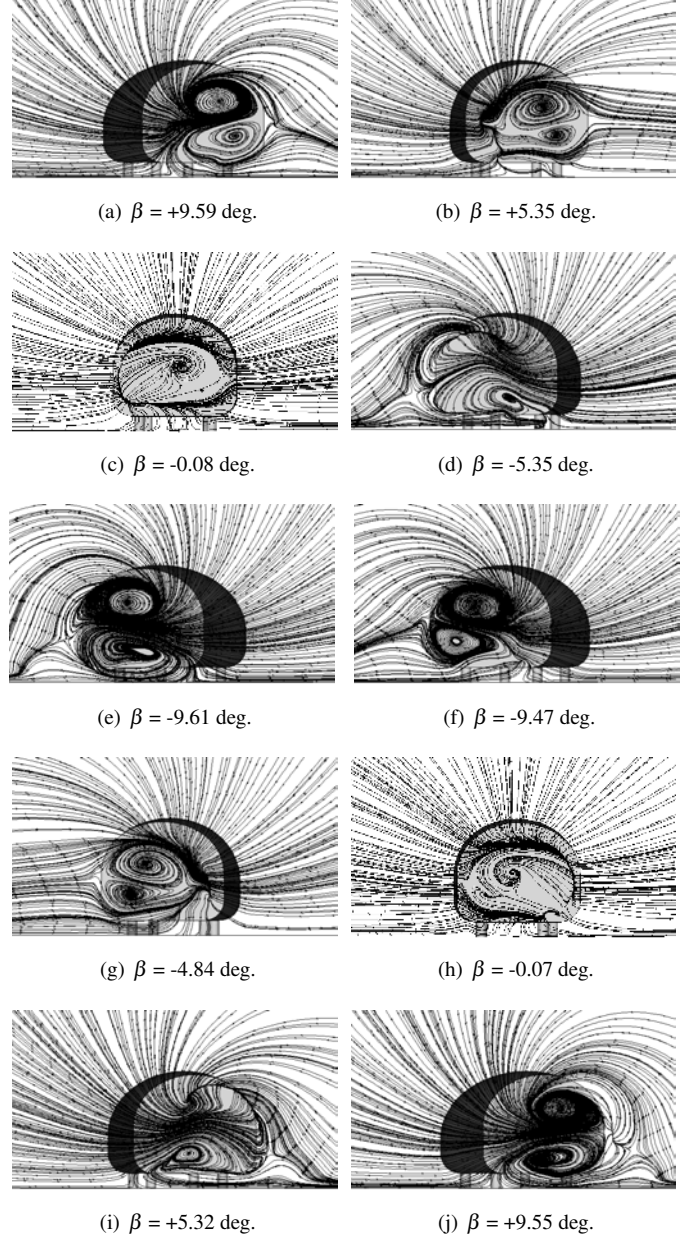 (a) β = +9.59 deg.
(b) β = +5.35 deg.
(c) β = -0.08 deg.
(d) β = -5.35 deg.
(e) β = -9.61 deg.
(f) β = -9.47 deg.
(g) β = -4.84 deg.
(h) β = -0.07 deg.
(i) β = +5.32 deg.
(j) β = +9.55 deg.